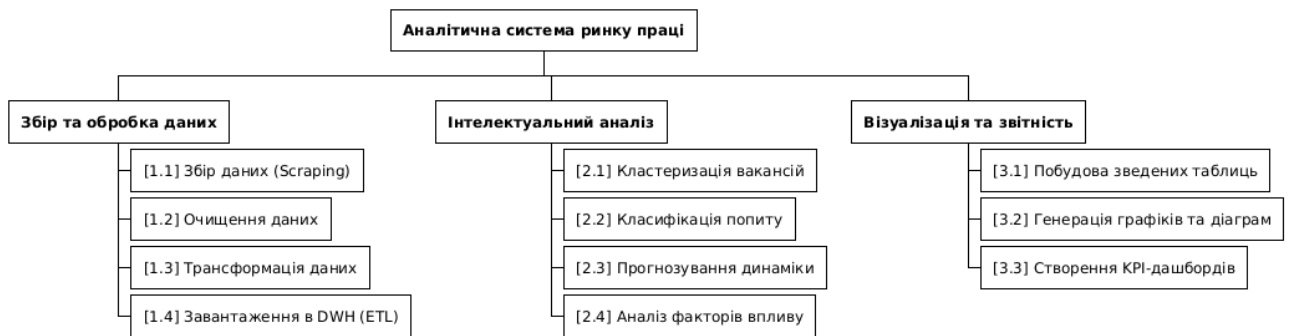 Аналітична система ринку праці
Збір та обробка даних
[1.1] Збір даних (Scraping)
[1.2] Очищення даних
[1.3] Трансформація даних
[1.4] Завантаження в DWH (ETL)
Інтелектуальний аналіз
[2.1] Кластеризація вакансій
[2.2] Класифікація попиту
[2.3] Прогнозування динаміки
[2.4] Аналіз факторів впливу
Візуалізація та звітність
[3.1] Побудова зведених таблиць
[3.2] Генерація графіків та діаграм
[3.3] Створення KPI-дашбордів